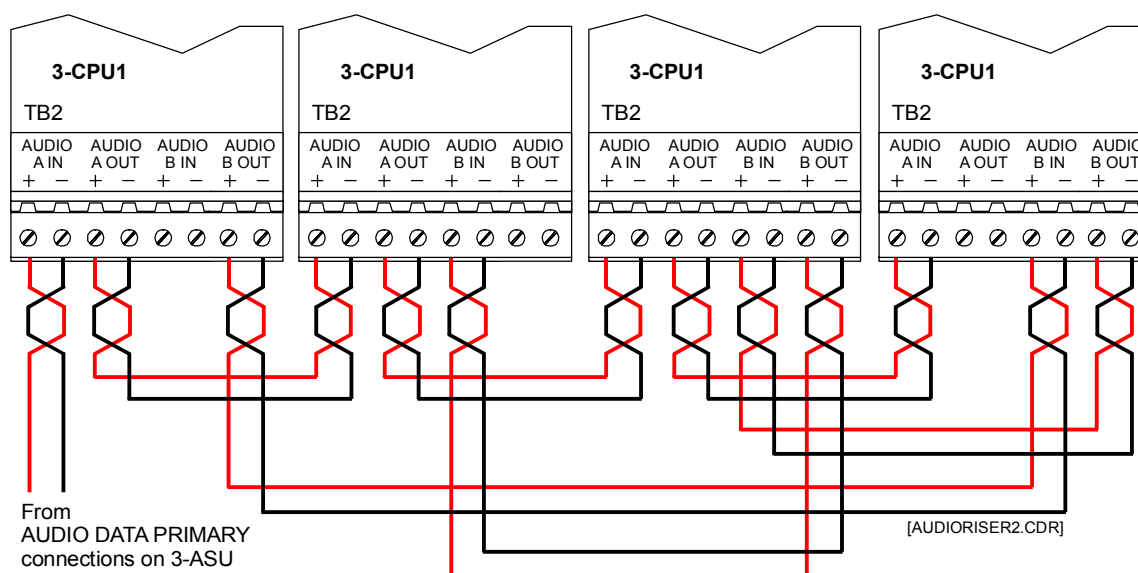 3-CPU1 3-CPU1 3-CPU1 3-CPU1
TB2 TB2 TB2 TB2
AUDIO AUDIO AUDIO AUDIO AUDIO AUDIO AUDIO AUDIO AUDIO AUDIO AUDIO AUDIO AUDIO AUDIO AUDIO AUDIO
A IN A OUT B IN B OUT A IN A OUT B IN B OUT A IN A OUT B IN B OUT A IN A OUT B IN B OUT
+ − + − + − + − + − + − + − + − + − + − + − + − + − + − + − + −
From
AUDIO DATA PRIMARY
connections on 3-ASU
[AUDIORISER2.CDR]